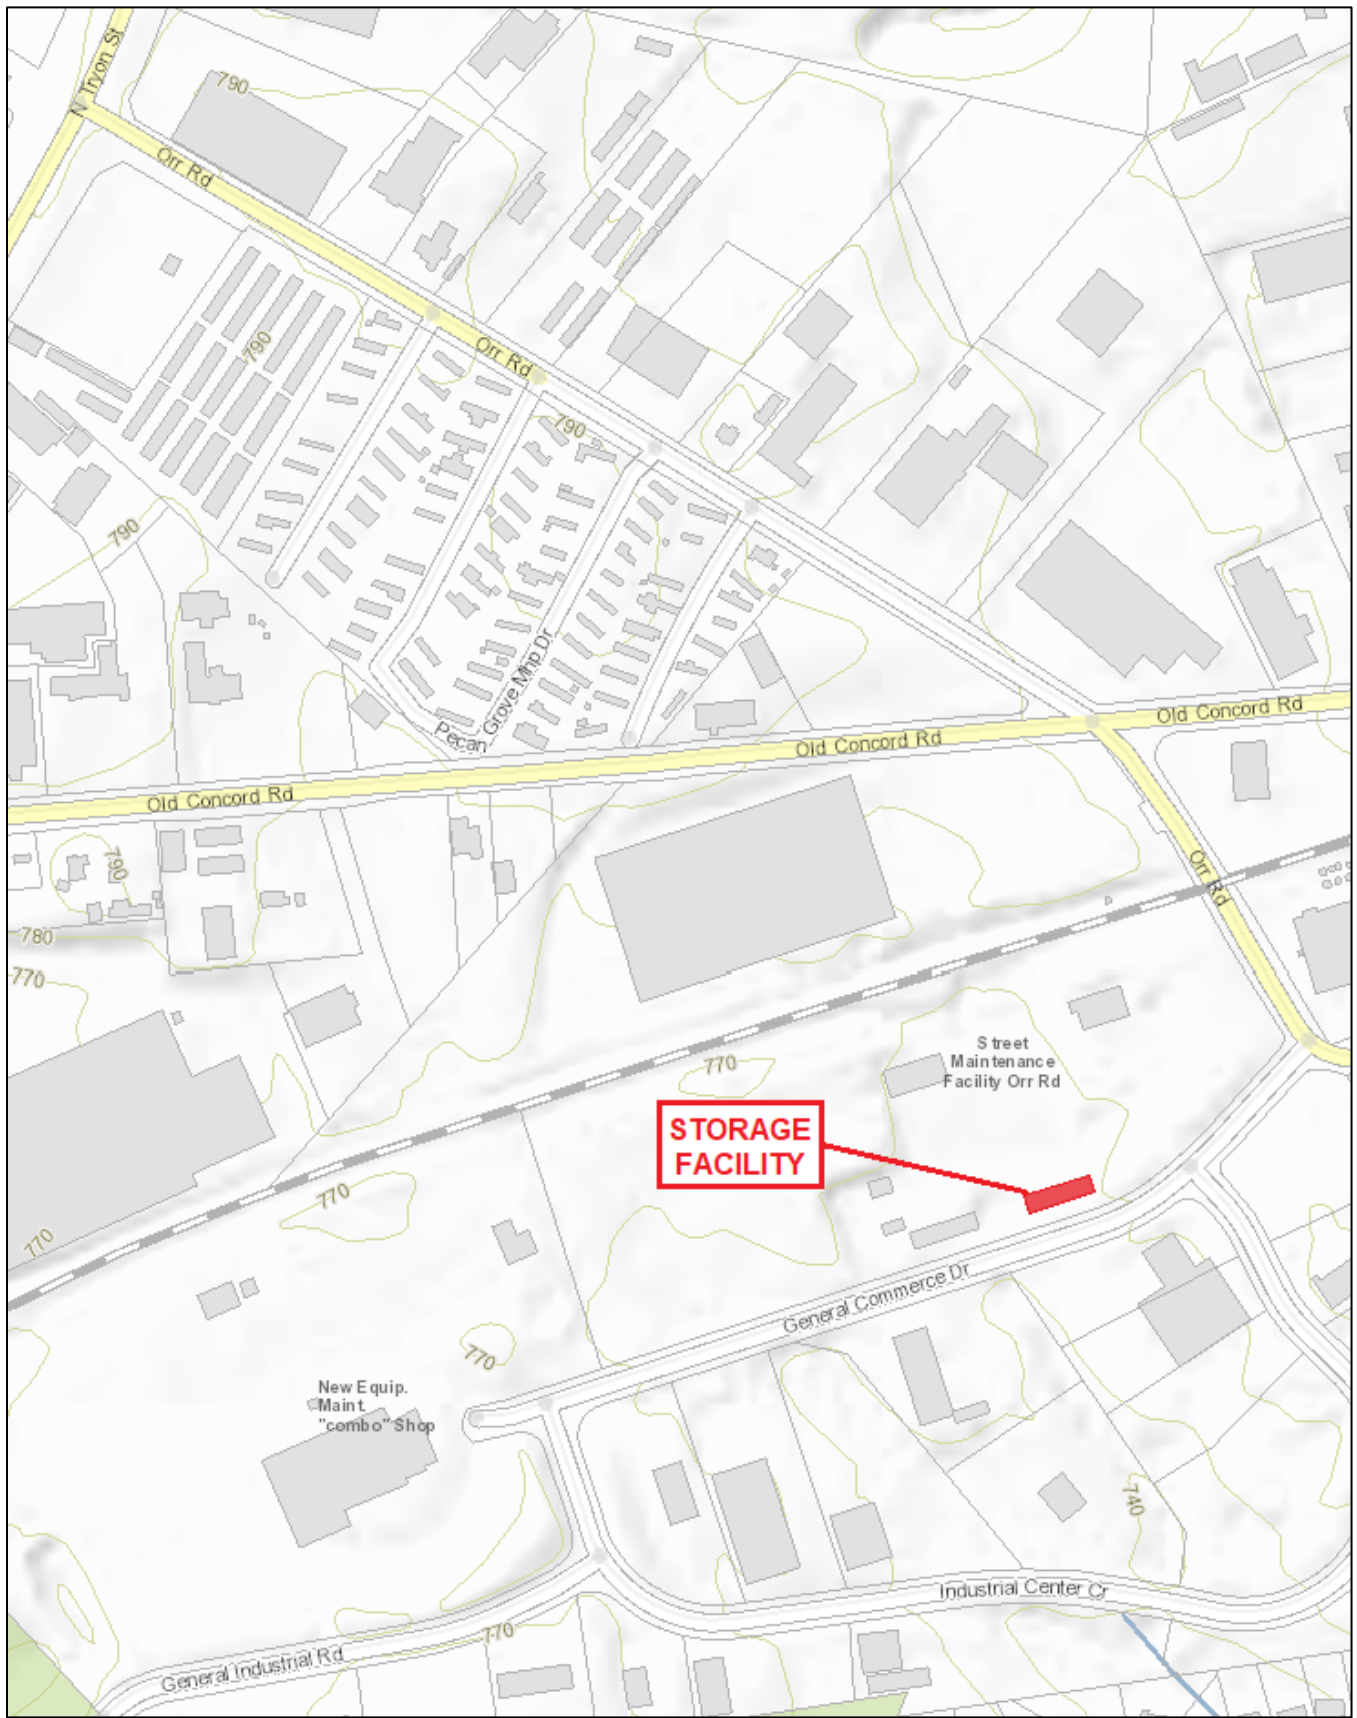 N Tryon St
790
Orr Rd
790
Orr Rd
790
790
Pecan Grove Mhp Dr
Old Concord Rd
Old Concord Rd
Old Concord Rd
790
Orr Rd
780
770
Street
Maintenance
Facility Orr Rd
770
STORAGE
FACILITY
770
770
General Commerce Dr
770
New Equip.
Maint.
"combo" Shop
740
Industrial Center Cr
770
General Industrial Rd